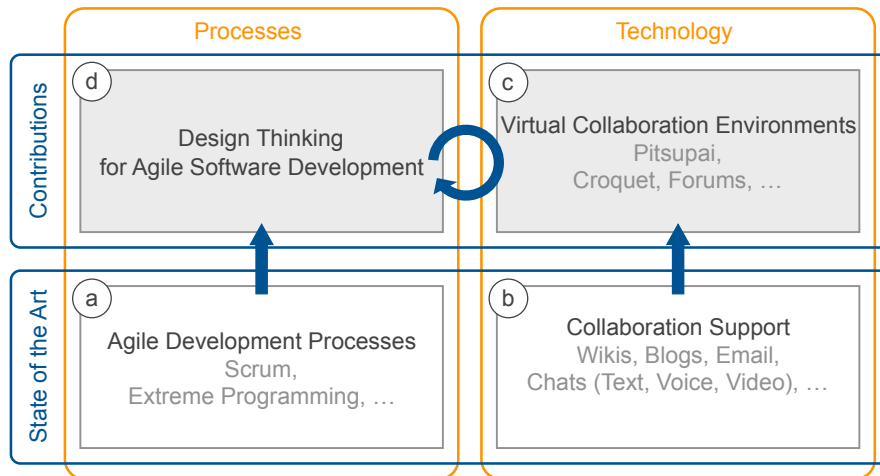 Processes
Technology
Contributions
d
Design Thinking
for Agile Software Development
c
Virtual Collaboration Environments
Pitsupai,
Croquet, Forums, …
State of the Art
a
Agile Development Processes
Scrum,
Extreme Programming, …
b
Collaboration Support
Wikis, Blogs, Email,
Chats (Text, Voice, Video), …